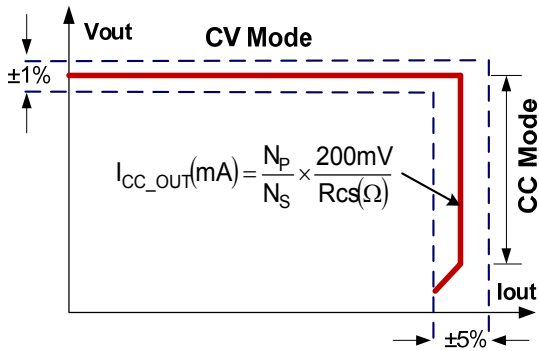 Vout
CV Mode
±1%
I_CC_OUT(mA) = N_P/N_S × 200mV/Rcs(Ω)
CC Mode
Iout
±5%